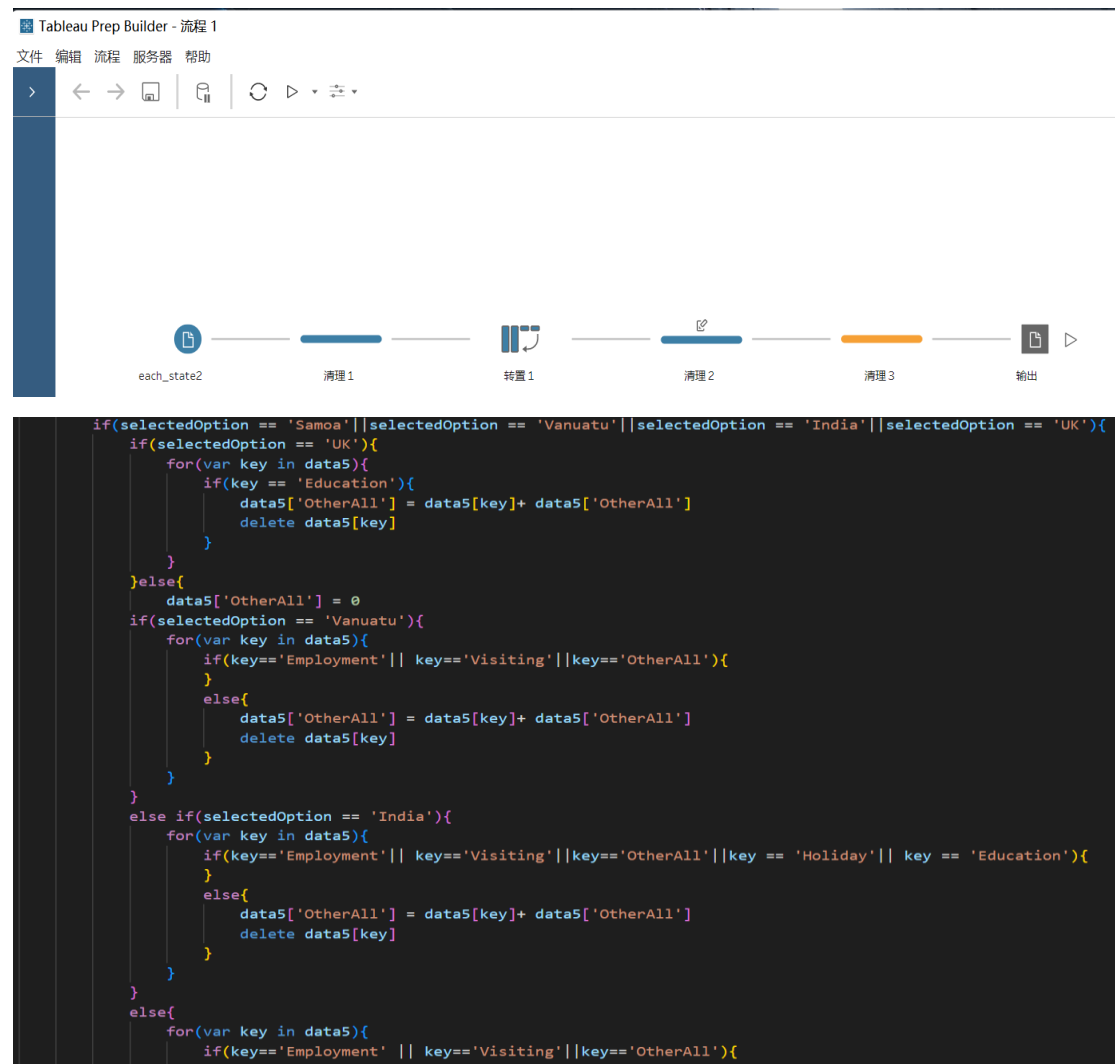 Tableau Prep Builder - 流程 1
文件 编辑 流程 服务器 帮助
each_state2 清理 1 转置 1 清理 2 清理 3 输出
if(selectedOption == 'Samoa'||selectedOption == 'Vanuatu'||selectedOption == 'India'||selectedOption == 'UK'){
if(selectedOption == 'UK'){
for(var key in data5){
if(key == 'Education'){
data5['OtherAll'] = data5[key]+ data5['OtherAll']
delete data5[key]
}
}
}else{
data5['OtherAll'] = 0
if(selectedOption == 'Vanuatu'){
for(var key in data5){
if(key=='Employment'|| key=='Visiting'||key=='OtherAll'){
}
else{
data5['OtherAll'] = data5[key]+ data5['OtherAll']
delete data5[key]
}
}
}
else if(selectedOption == 'India'){
for(var key in data5){
if(key=='Employment'|| key=='Visiting'||key=='OtherAll'||key == 'Holiday'|| key == 'Education'){
}
else{
data5['OtherAll'] = data5[key]+ data5['OtherAll']
delete data5[key]
}
}
}
else{
for(var key in data5){
if(key=='Employment' || key=='Visiting'||key=='OtherAll'){